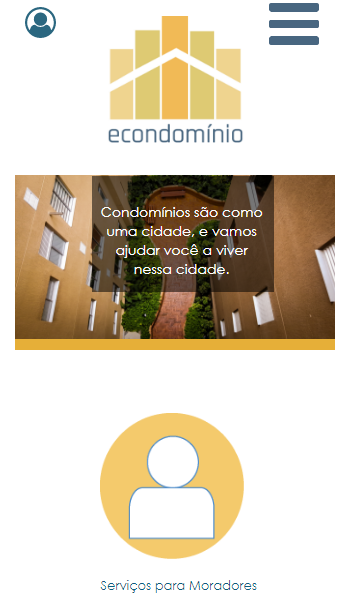 econdomínio
Condomínios são como
uma cidade, e vamos
ajudar você a viver
nessa cidade.
Serviços para Moradores